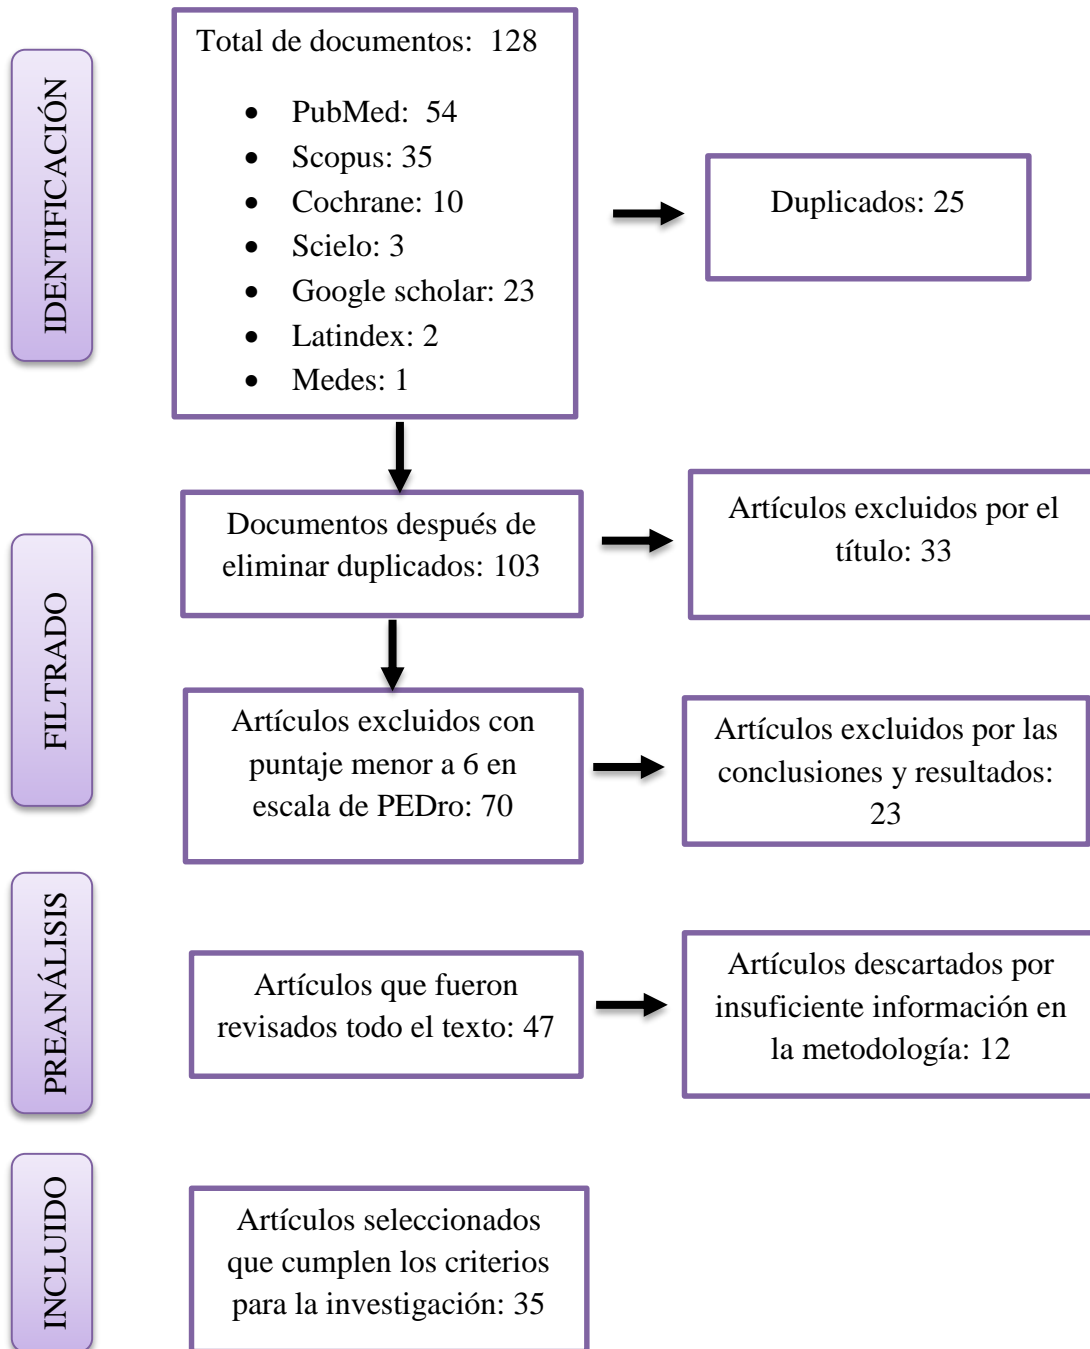 IDENTIFICACIÓN
Total de documentos: 128
• PubMed: 54
• Scopus: 35
• Cochrane: 10
• Scielo: 3
• Google scholar: 23
• Latindex: 2
• Medes: 1
Duplicados: 25
FILTRADO
Documentos después de
eliminar duplicados: 103
Artículos excluidos por el
título: 33
Artículos excluidos con
puntaje menor a 6 en
escala de PEDro: 70
Artículos excluidos por las
conclusiones y resultados:
23
PREANÁLISIS
Artículos que fueron
revisados todo el texto: 47
Artículos descartados por
insuficiente información en
la metodología: 12
INCLUIDO
Artículos seleccionados
que cumplen los criterios
para la investigación: 35